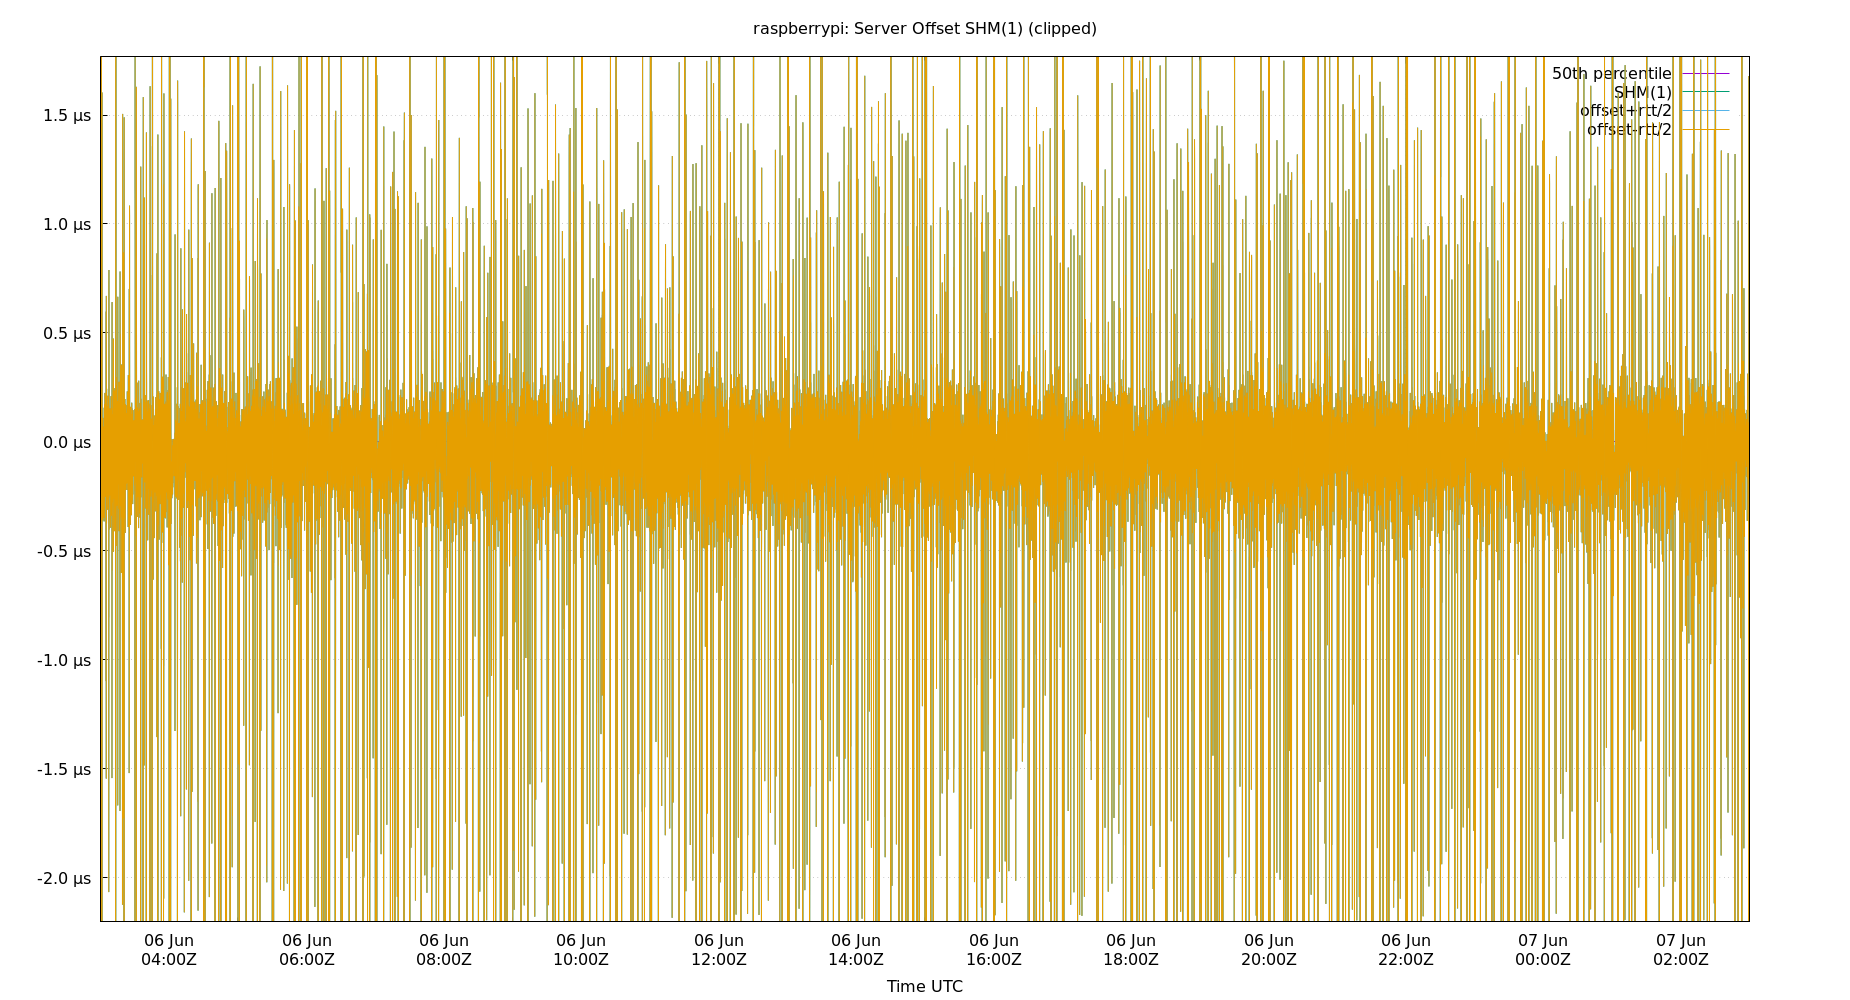 raspberrypi: Server Offset SHM(1) (clipped)
50th percentile
SHM(1)
offset+rtt/2
offset-rtt/2
1.5 µs
1.0 µs
0.5 µs
0.0 µs
-0.5 µs
-1.0 µs
-1.5 µs
-2.0 µs
06 Jun 06 Jun 06 Jun 06 Jun 06 Jun 06 Jun 06 Jun 06 Jun 06 Jun 06 Jun 07 Jun 07 Jun
04:00Z 06:00Z 08:00Z 10:00Z 12:00Z 14:00Z 16:00Z 18:00Z 20:00Z 22:00Z 00:00Z 02:00Z
Time UTC